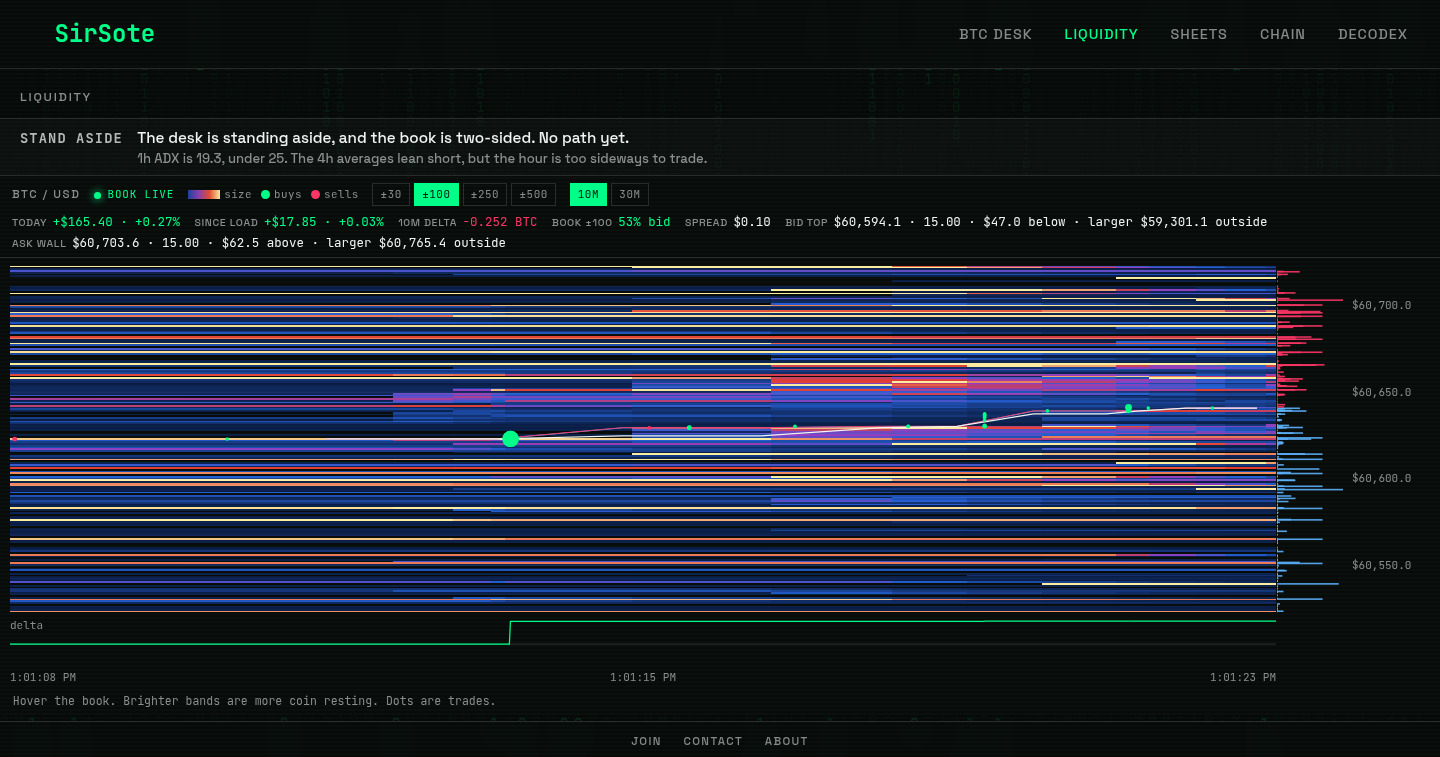 SirSote
BTC DESK LIQUIDITY SHEETS CHAIN DECODEX
LIQUIDITY
STAND ASIDE The desk is standing aside, and the book is two-sided. No path yet.
1h ADX is 19.3, under 25. The 4h averages lean short, but the hour is too sideways to trade.
BTC / USD BOOK LIVE size buys sells ±30 ±100 ±250 ±500 10M 30M
TODAY +$165.40 · +0.27% SINCE LOAD +$17.85 · +0.03% 10M DELTA -0.252 BTC BOOK ±100 53% bid SPREAD $0.10 BID TOP $60,594.1 · 15.00 · $47.0 below · larger $59,301.1 outside
ASK WALL $60,703.6 · 15.00 · $62.5 above · larger $60,765.4 outside
$60,700.0
$60,650.0
$60,600.0
$60,550.0
delta
1:01:08 PM 1:01:15 PM 1:01:23 PM
Hover the book. Brighter bands are more coin resting. Dots are trades.
JOIN CONTACT ABOUT